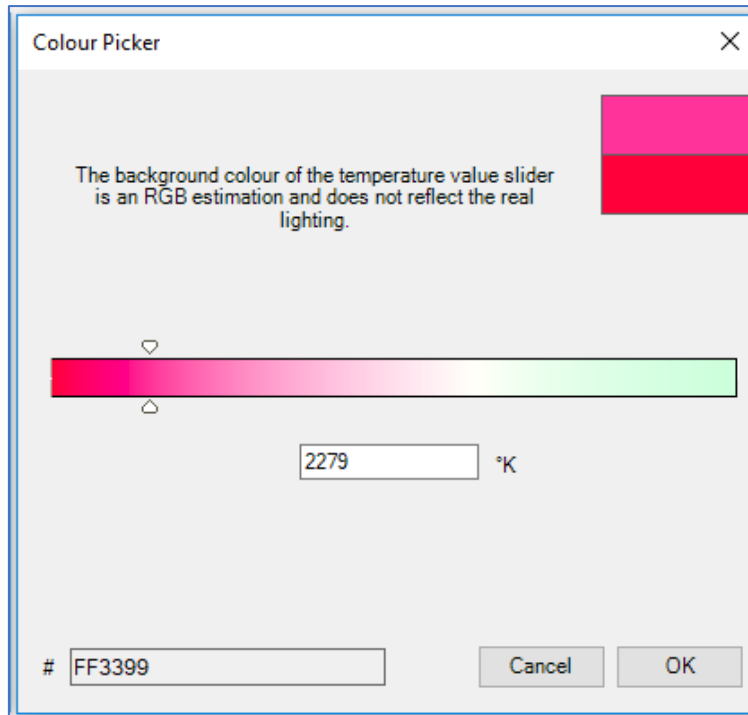 Colour Picker
The background colour of the temperature value slider
is an RGB estimation and does not reflect the real
lighting.
2279 °K
# FF3399 Cancel OK